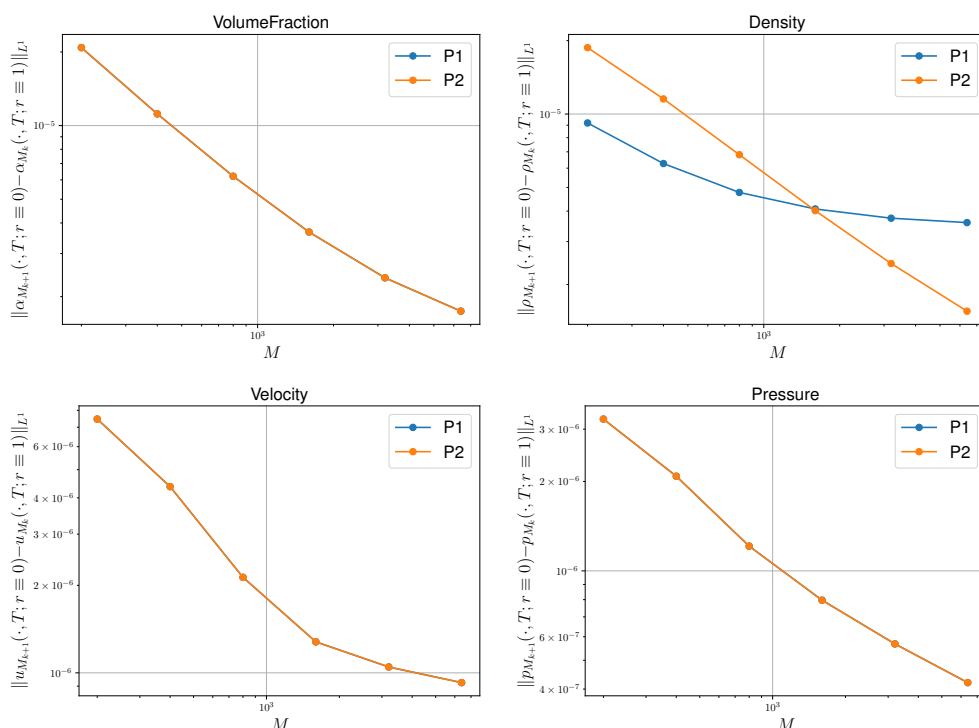 VolumeFraction
||α_{M_{k+1}}(·, T; r ≡ 0) − α_{M_k}(·, T; r ≡ 1)||_{L^1}
10^{−5}
P1
P2
10^3
M
Density
||ρ_{M_{k+1}}(·, T; r ≡ 0) − ρ_{M_k}(·, T; r ≡ 1)||_{L^1}
10^{−5}
P1
P2
10^3
M
Velocity
||u_{M_{k+1}}(·, T; r ≡ 0) − u_{M_k}(·, T; r ≡ 1)||_{L^1}
6 × 10^{−6}
4 × 10^{−6}
3 × 10^{−6}
2 × 10^{−6}
10^{−6}
P1
P2
10^3
M
Pressure
||p_{M_{k+1}}(·, T; r ≡ 0) − p_{M_k}(·, T; r ≡ 1)||_{L^1}
3 × 10^{−6}
2 × 10^{−6}
10^{−6}
6 × 10^{−7}
4 × 10^{−7}
P1
P2
10^3
M